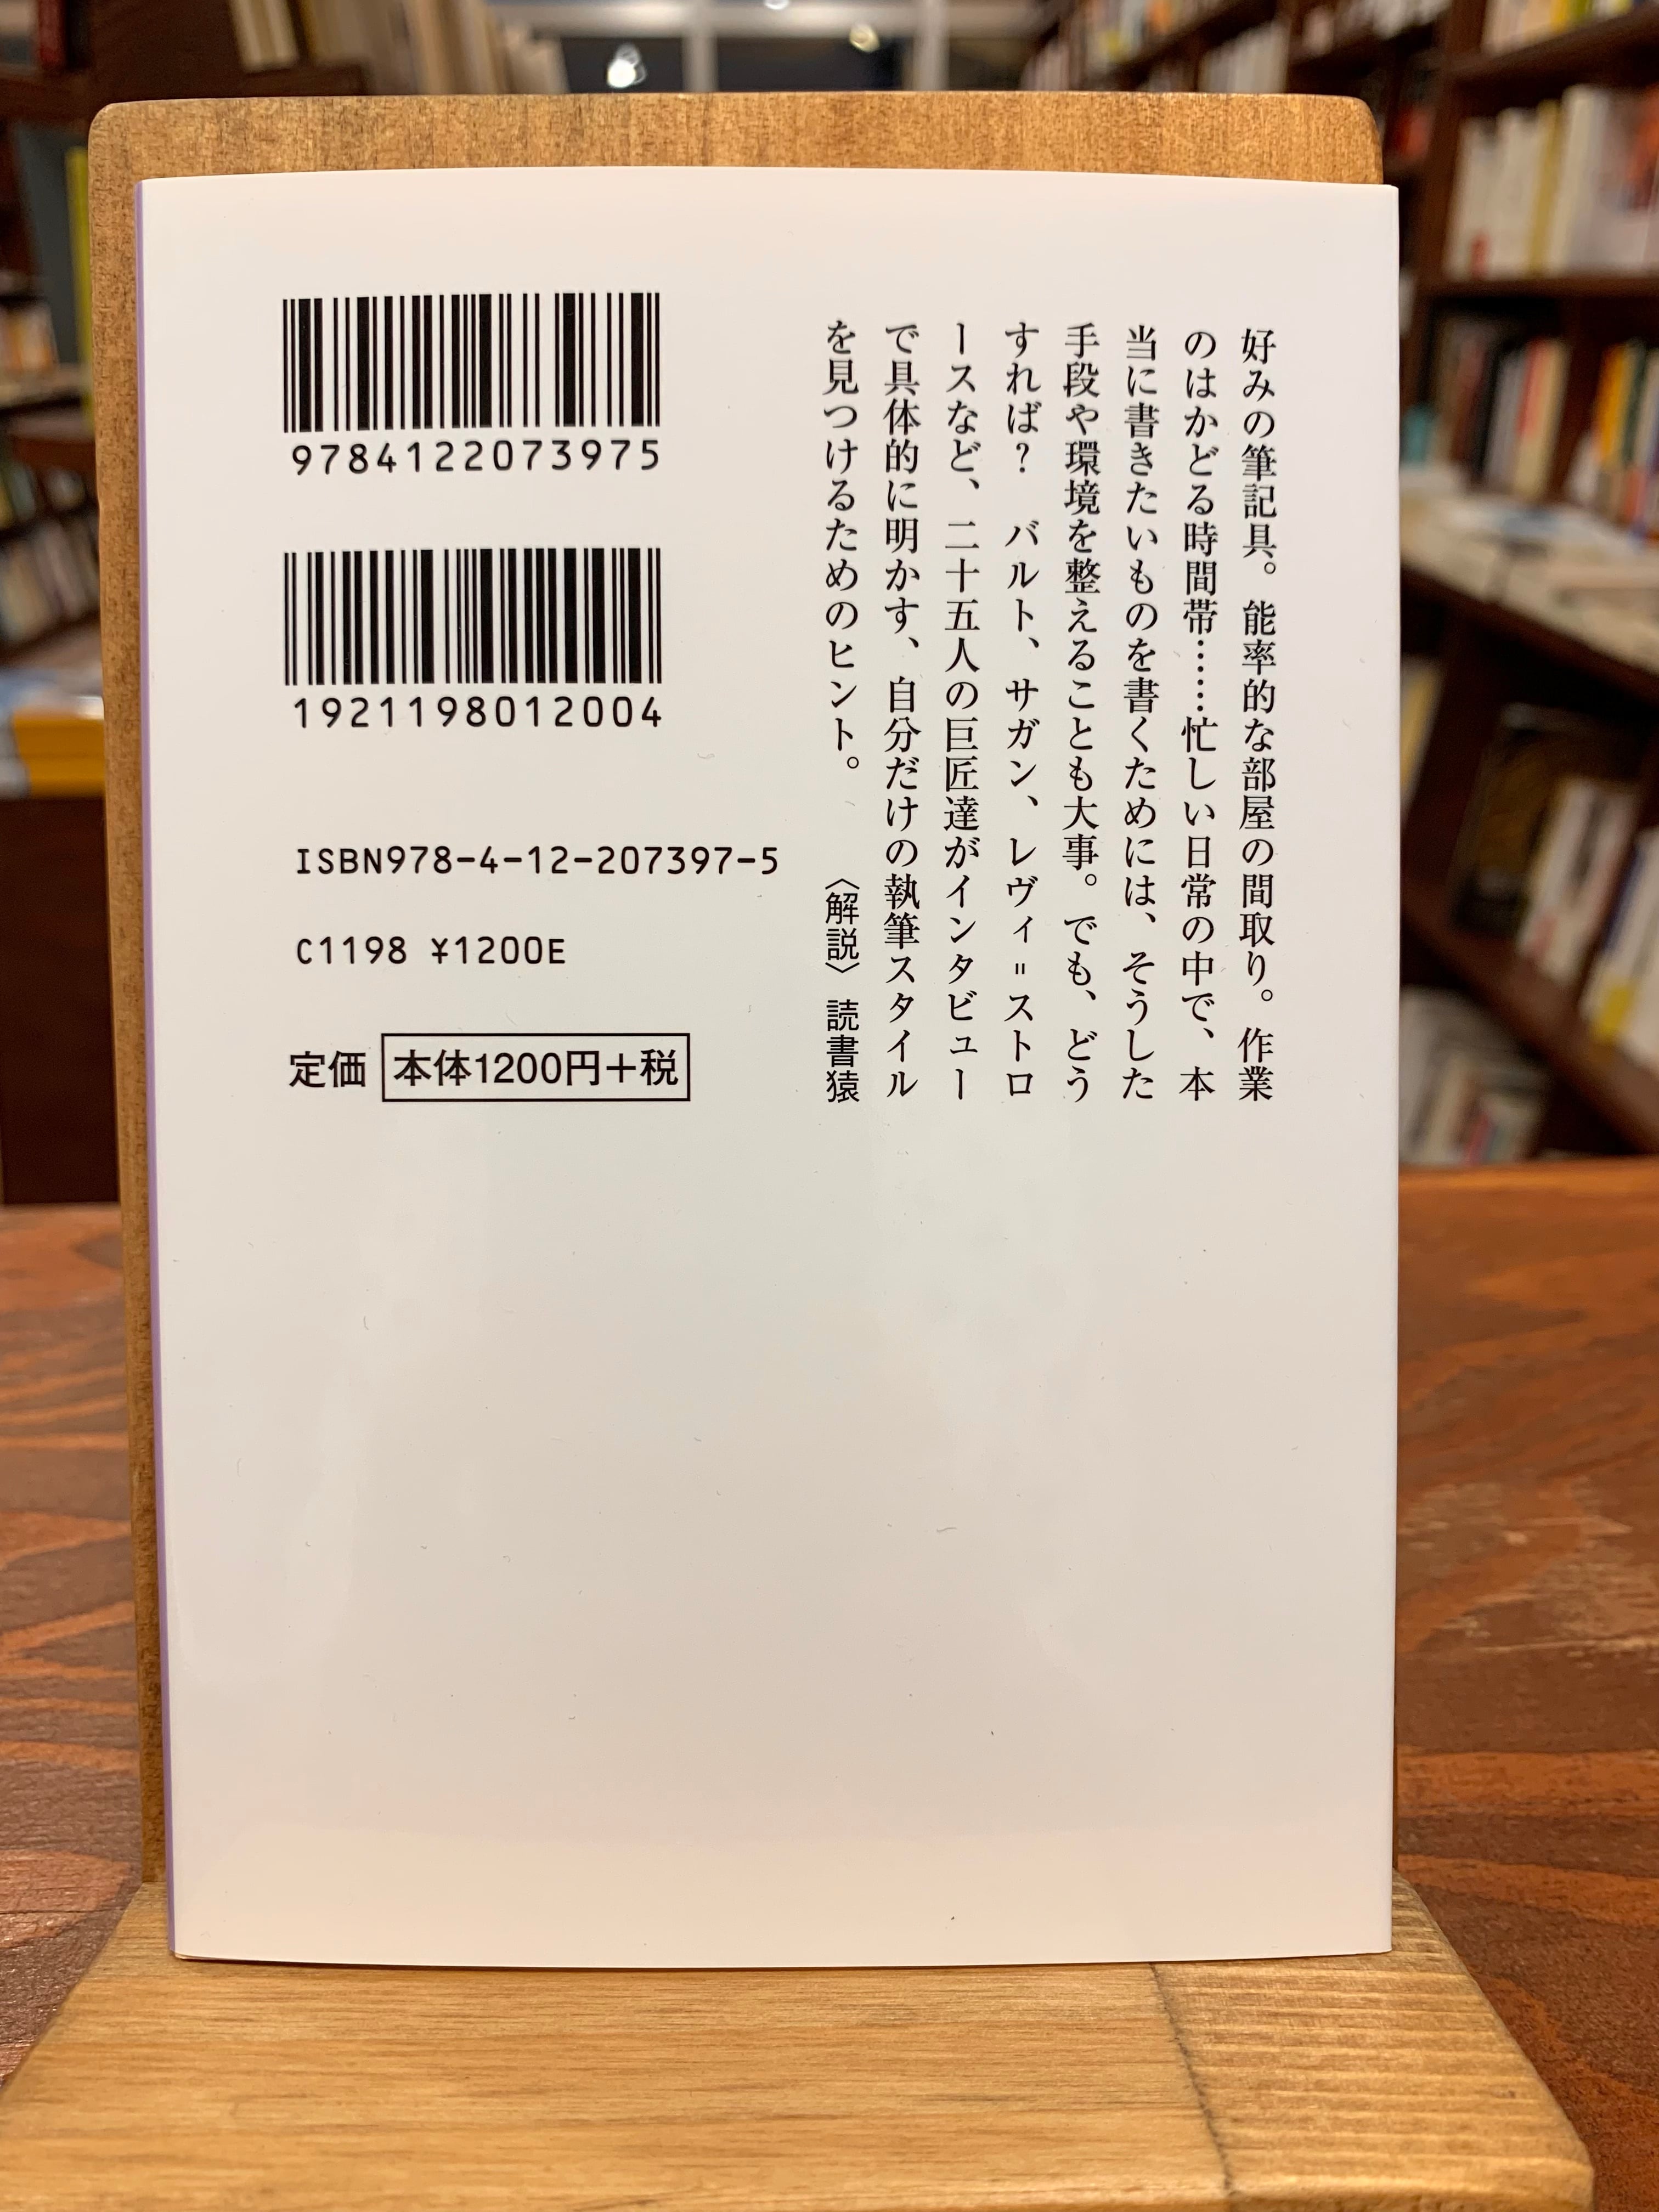 好みの筆記具。能率的な部屋の間取り。作業
のはかどる時間帯……忙しい日常の中で、本
当に書きたいものを書くためには、そうした
手段や環境を整えることも大事。でも、どう
すれば？　バルト、サガン、レヴィ゠ストロ
ースなど、二十五人の巨匠達がインタビュー
で具体的に明かす、自分だけの執筆スタイル
を見つけるためのヒント。　〈解説〉読書猿
9784122073975
1921198012004
ISBN978-4-12-207397-5
C1198 ¥1200E
定価 本体1200円+税